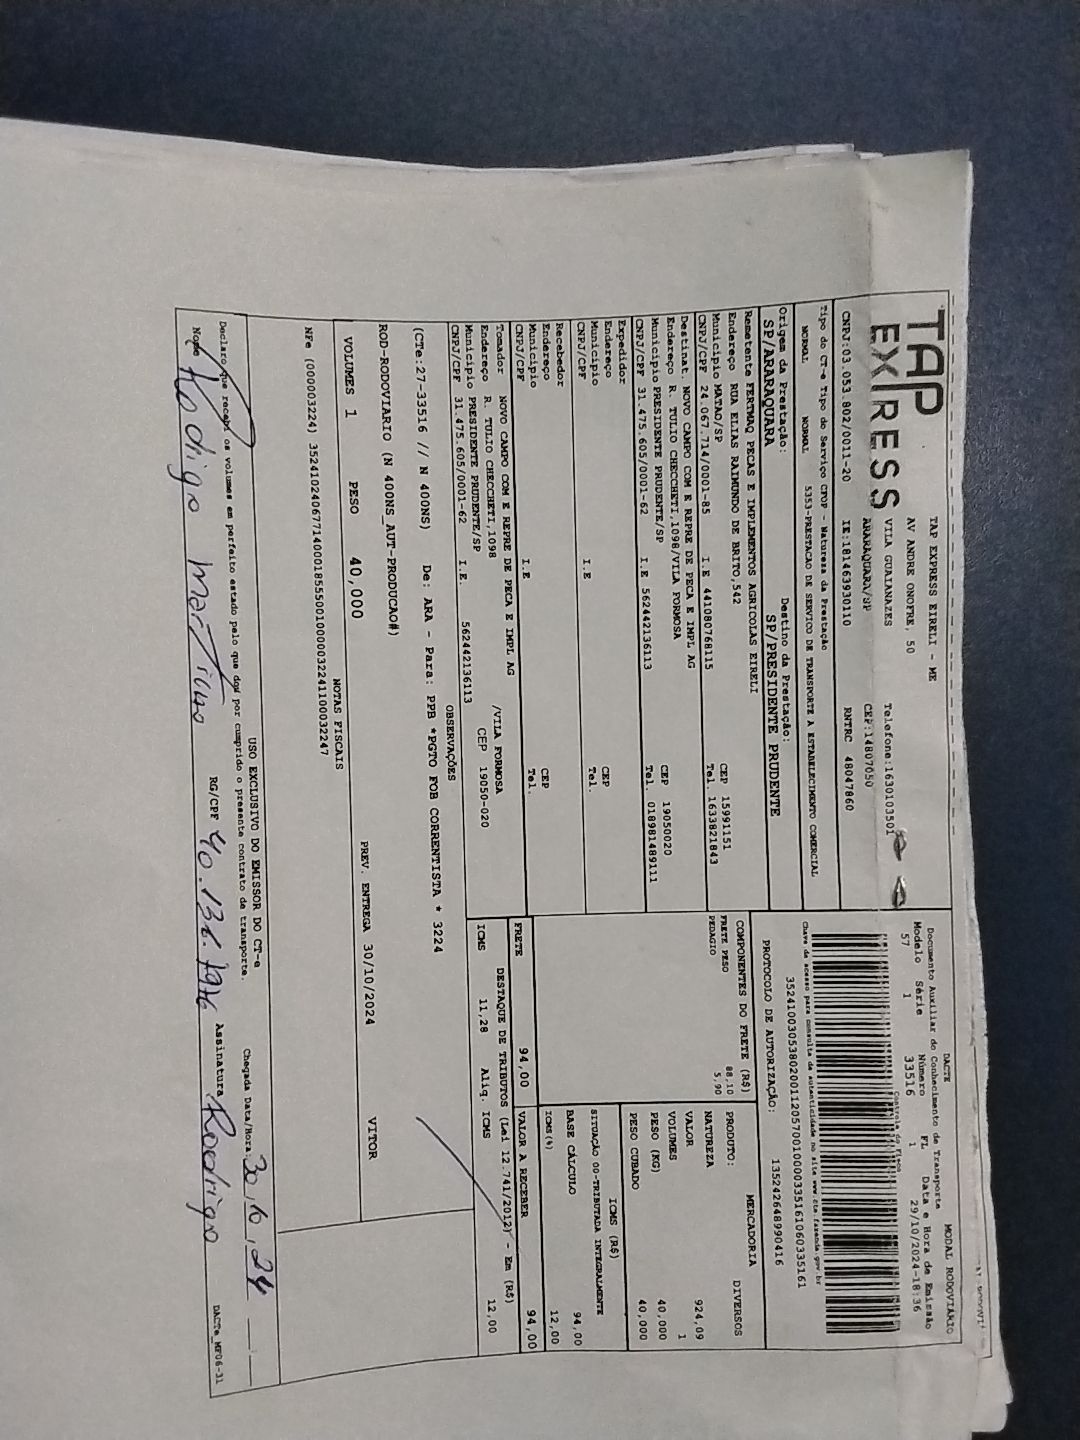 TAP
EXPRESS
TAP EXPRESS EIRELI - ME
AV ANDRE ONOFRE, 50
VILA GUAIANAZES Telefone:1630103501
ARARAQUARA/SP CEP:14807050
CNPJ:03.053.802/0011-20 IE:181463930110 RNTRC 48047860
DACTE MODAL RODOVIÁRIO
Documento Auxiliar do Conhecimento de Transporte
Modelo Série Número FL Data e Hora de Emissão
57 1 33516 1 29/10/2024-18:36
Controle do Fisco
Chave de acesso para consulta de autenticidade no site www.cte.fazenda.gov.br
35241003053802001120570010000335161060335161
PROTOCOLO DE AUTORIZAÇÃO: 135242648990416
Tipo do CT-e Tipo do Serviço CFOP - Natureza da Prestação
NORMAL NORMAL 5353-PRESTACAO DE SERVICO DE TRANSPORTE A ESTABELECIMENTO COMERCIAL
Origem da Prestação: Destino da Prestação:
SP/ARARAQUARA SP/PRESIDENTE PRUDENTE
Remetente FERTMAQ PECAS E IMPLEMENTOS AGRICOLAS EIRELI
Endereço RUA ELIAS RAIMUNDO DE BRITO,542
Município MATAO/SP CEP 15991151
CNPJ/CPF 24.067.714/0001-85 I.E 441080768115 Tel. 1633821843
Destinat. NOVO CAMPO COM E REPRE DE PECA E IMPL AG
Endereço R. TULIO CHECCHETI,1098/VILA FORMOSA
Município PRESIDENTE PRUDENTE/SP CEP 19050020
CNPJ/CPF 31.475.605/0001-62 I.E 562442136113 Tel. 018981489111
Expedidor
Endereço
Município CEP
CNPJ/CPF I.E Tel.
Recebedor
Endereço
Município CEP
CNPJ/CPF I.E Tel.
Tomador NOVO CAMPO COM E REPRE DE PECA E IMPL AG
Endereço R. TULIO CHECCHETI,1098 /VILA FORMOSA
Município PRESIDENTE PRUDENTE/SP CEP 19050-020
CNPJ/CPF 31.475.605/0001-62 I.E. 562442136113
COMPONENTES DO FRETE (R$)
FRETE PESO 88,10
PEDAGIO 5,90
FRETE 94,00
PRODUTO: MERCADORIA DIVERSOS
NATUREZA
VALOR 924,09
VOLUMES 1
PESO (KG) 40,000
PESO CUBADO 40,000
ICMS (R$)
SITUAÇÃO 00-TRIBUTADA INTEGRALMENTE
BASE CÁLCULO 94,00
ICMS(%) 12,00
VALOR A RECEBER 94,00
DESTAQUE DE TRIBUTOS (Lei 12.741/2012) - Em (R$)
ICMS 11,28 Aliq. ICMS 12,00
OBSERVAÇÕES
(CTe:27-33516 // N 400NS) De: ARA - Para: PPB *PGTO FOB CORRENTISTA * 3224
ROD-RODOVIARIO (N 400NS_AUT-PRODUCAO#)
VOLUMES 1 PESO 40,000 PREV. ENTREGA 30/10/2024 VITOR
NOTAS FISCAIS
NFe (000003224) 35241024067714000185550010000032241100032247
USO EXCLUSIVO DO EMISSOR DO CT-e
Declaro que recebi os volumes em perfeito estado pelo que dou por cumprido o presente contrato de transporte. Chegada Data/Hora: 30,10,24
Nome Rodrigo Martins RG/CPF Assinatura Rodrigo
DACTe_MF06-31